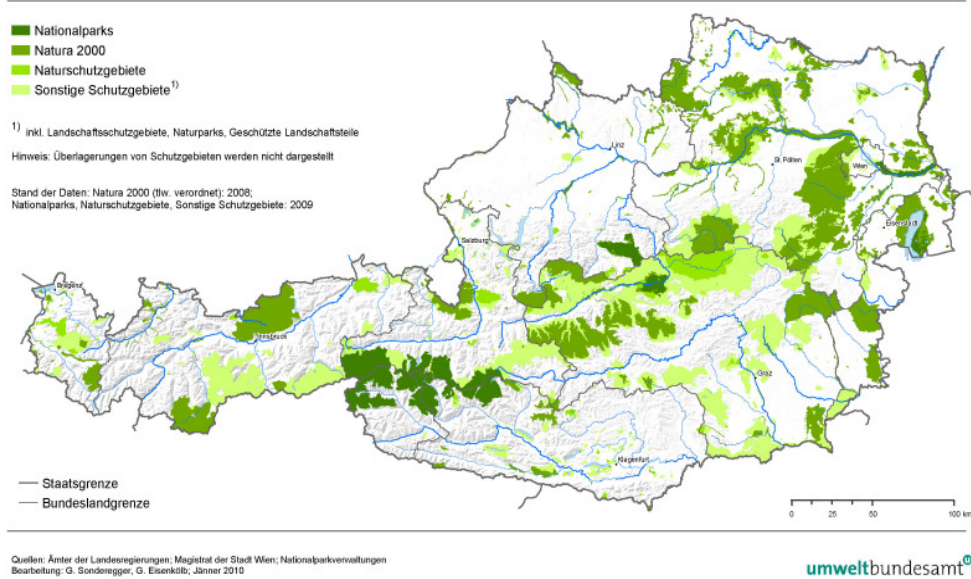 Nationalparks
Natura 2000
Naturschutzgebiete
Sonstige Schutzgebiete1)
1) inkl. Landschaftsschutzgebiete, Naturparks, Geschützte Landschaftsteile
Hinweis: Überlagerungen von Schutzgebieten werden nicht dargestellt
Stand der Daten: Natura 2000 (tlw. verordnet): 2008;
Nationalparks, Naturschutzgebiete, Sonstige Schutzgebiete: 2009
Linz
St. Pölten
Wien
Eisenstadt
Salzburg
Bregenz
Innsbruck
Graz
Klagenfurt
Staatsgrenze
Bundeslandgrenze
0 25 50 100 km
Quellen: Ämter der Landesregierungen; Magistrat der Stadt Wien; Nationalparkverwaltungen
Bearbeitung: G. Sonderegger, G. Eisenkölb; Jänner 2010
umweltbundesamt u